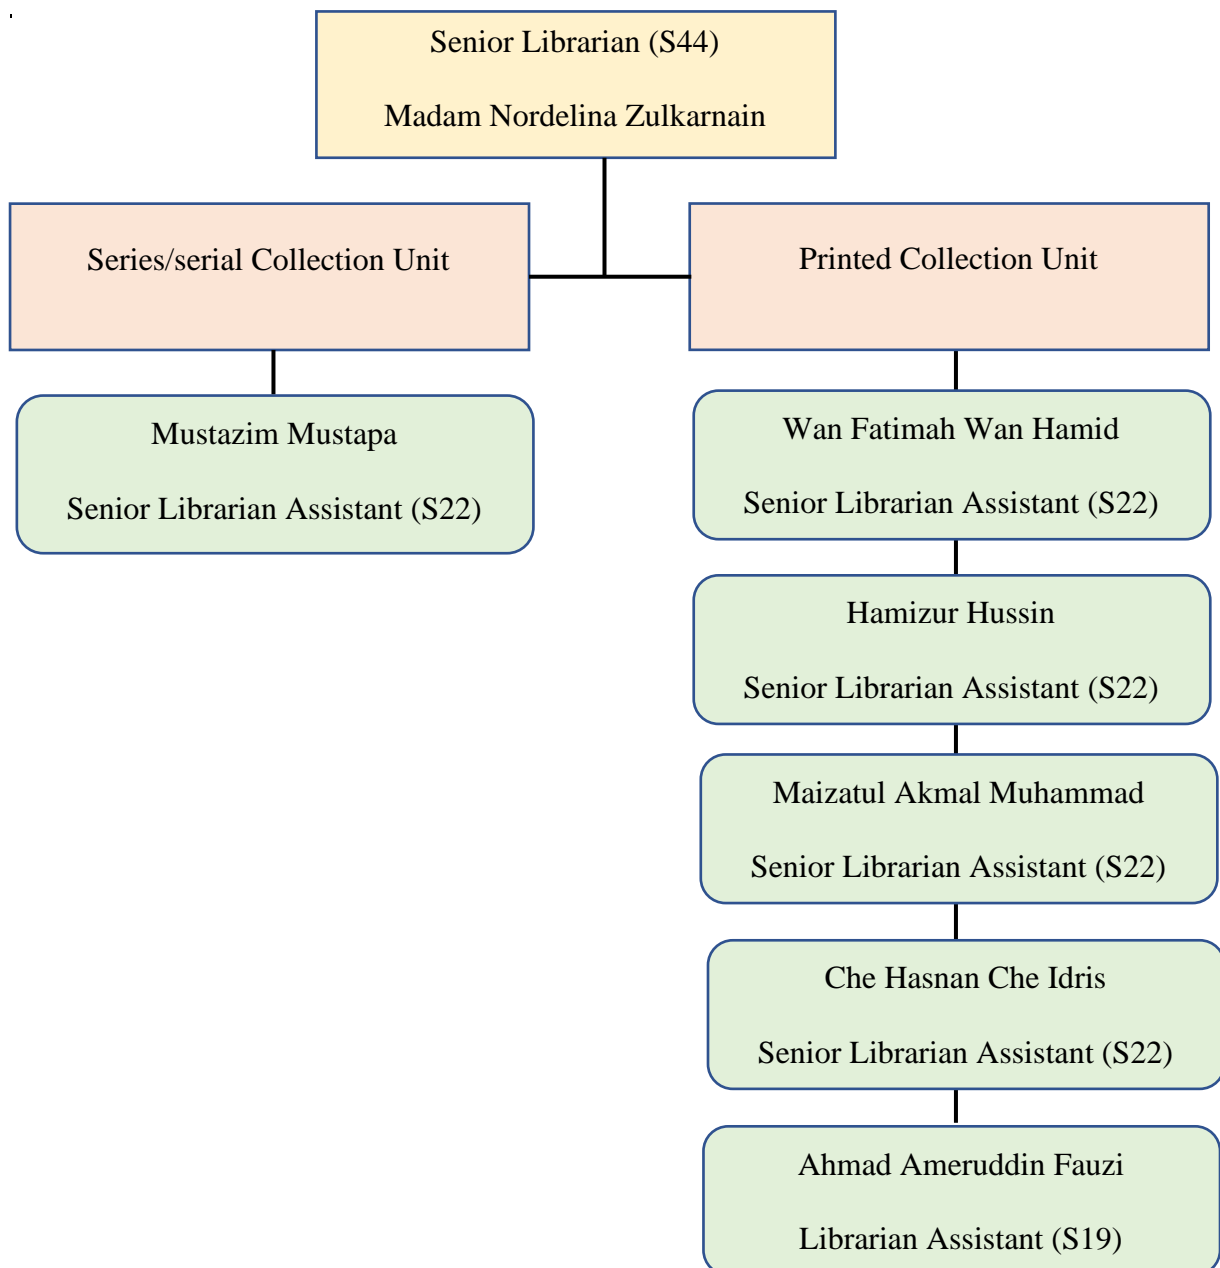 Senior Librarian (S44)
Madam Nordelina Zulkarnain
Series/serial Collection Unit
Printed Collection Unit
Mustazim Mustapa
Senior Librarian Assistant (S22)
Wan Fatimah Wan Hamid
Senior Librarian Assistant (S22)
Hamizur Hussin
Senior Librarian Assistant (S22)
Maizatul Akmal Muhammad
Senior Librarian Assistant (S22)
Che Hasnan Che Idris
Senior Librarian Assistant (S22)
Ahmad Ameruddin Fauzi
Librarian Assistant (S19)